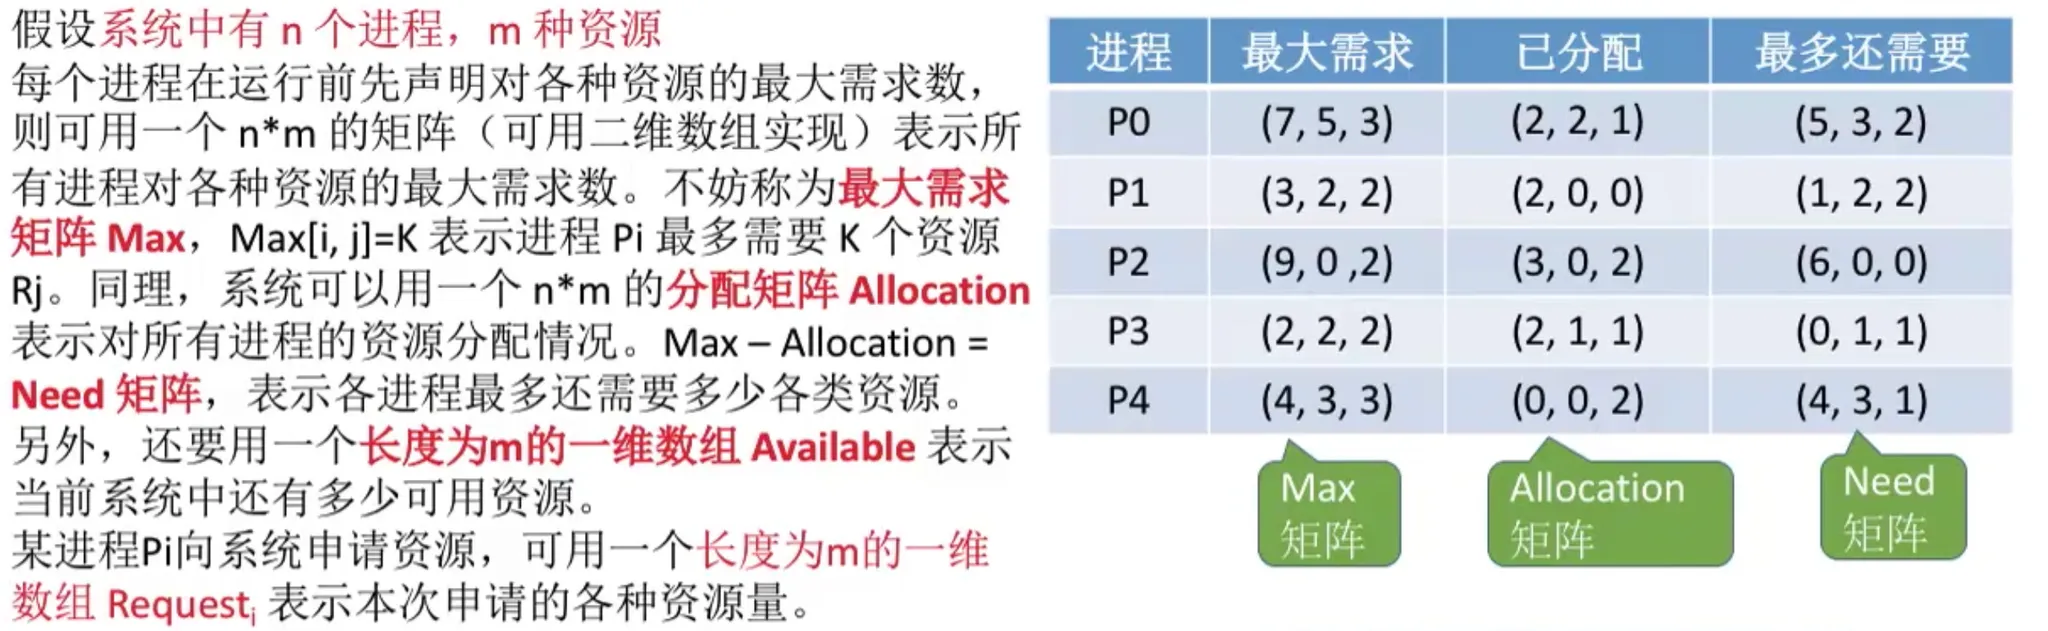 假设系统中有 n 个进程，m 种资源
每个进程在运行前先声明对各种资源的最大需求数，
则可用一个 n*m 的矩阵（可用二维数组实现）表示所
有进程对各种资源的最大需求数。不妨称为最大需求
矩阵 Max，Max[i, j]=K 表示进程 Pi 最多需要 K 个资源
Rj。同理，系统可以用一个 n*m 的分配矩阵 Allocation
表示对所有进程的资源分配情况。Max – Allocation =
Need 矩阵，表示各进程最多还需要多少各类资源。
另外，还要用一个长度为m的一维数组 Available 表示
当前系统中还有多少可用资源。
某进程Pi向系统申请资源，可用一个长度为m的一维
数组 Requesti 表示本次申请的各种资源量。
进程 最大需求 已分配 最多还需要
P0 (7, 5, 3) (2, 2, 1) (5, 3, 2)
P1 (3, 2, 2) (2, 0, 0) (1, 2, 2)
P2 (9, 0 ,2) (3, 0, 2) (6, 0, 0)
P3 (2, 2, 2) (2, 1, 1) (0, 1, 1)
P4 (4, 3, 3) (0, 0, 2) (4, 3, 1)
Max
矩阵
Allocation
矩阵
Need
矩阵